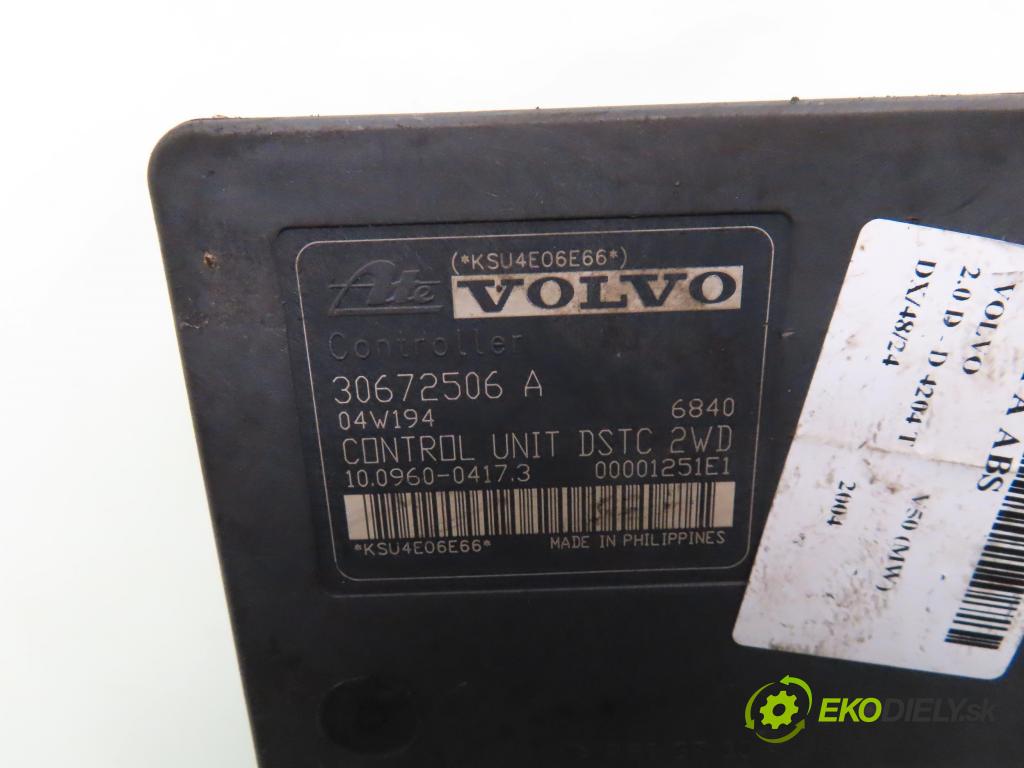 (*KSU4E06E66*)
Ate VOLVO
Controller
30672506 A
04W194 6840
CONTROL UNIT DSTC 2WD
10.0960-0417.3 00001251E1
*KSU4E06E66* MADE IN PHILIPPINES
A ABS
VOLVO
2.0 D - D 4204 T V50 (MW)
DX/48/24 2004
EKODIELY.sk